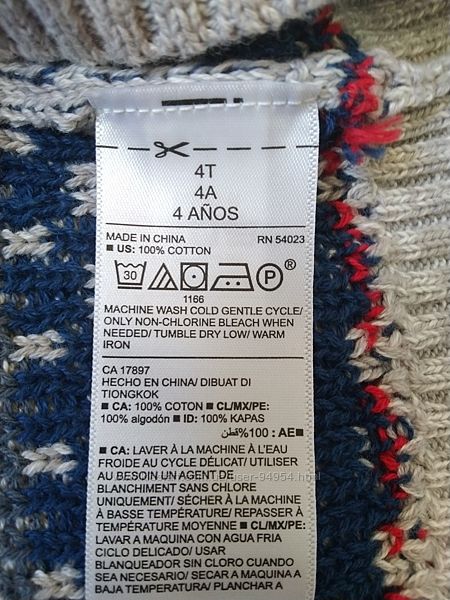 4T
4A
4 AÑOS
MADE IN CHINA RN 54023
■ US: 100% COTTON
30 P ®
1166
MACHINE WASH COLD GENTLE CYCLE/
ONLY NON-CHLORINE BLEACH WHEN
NEEDED/ TUMBLE DRY LOW/ WARM
IRON
CA 17897
HECHO EN CHINA/ DIBUAT DI
TIONGKOK
■ CA: 100% COTON ■ CL/MX/PE:
100% algodón ■ ID: 100% KAPAS
■ AE: 100% قطن
■ CA: LAVER À LA MACHINE À L'EAU
FROIDE AU CYCLE DÉLICAT/ UTILISER
AU BESOIN UN AGENT DE
BLANCHIMENT SANS CHLORE
UNIQUEMENT/ SÉCHER À LA MACHINE
À BASSE TEMPÉRATURE/ REPASSER À
TEMPÉRATURE MOYENNE ■ CL/MX/PE:
LAVAR A MAQUINA CON AGUA FRIA
CICLO DELICADO/ USAR
BLANQUEADOR SIN CLORO CUANDO
SEA NECESARIO/ SECAR A MAQUINA A
BAJA TEMPERATURA/ PLANCHAR A